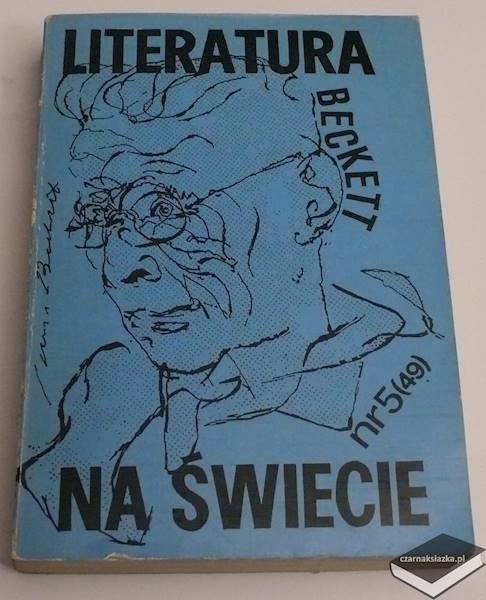 LITERATURA
BECKETT
nr 5 (49)
NA ŚWIECIE
czarnaksiazka.pl